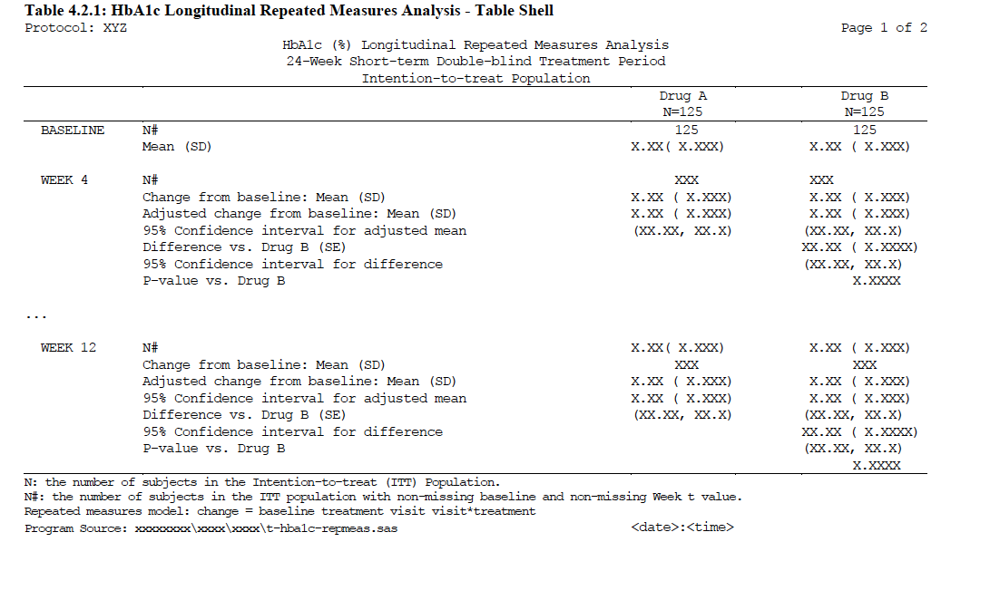 Table 4.2.1: HbA1c Longitudinal Repeated Measures Analysis - Table Shell
Protocol: XYZ Page 1 of 2
HbA1c (%) Longitudinal Repeated Measures Analysis
24-Week Short-term Double-blind Treatment Period
Intention-to-treat Population
Drug A Drug B
N=125 N=125
BASELINE N# 125 125
Mean (SD) X.XX( X.XXX) X.XX ( X.XXX)
WEEK 4 N# XXX XXX
Change from baseline: Mean (SD) X.XX ( X.XXX) X.XX ( X.XXX)
Adjusted change from baseline: Mean (SD) X.XX ( X.XXX) X.XX ( X.XXX)
95% Confidence interval for adjusted mean (XX.XX, XX.X) (XX.XX, XX.X)
Difference vs. Drug B (SE) XX.XX ( X.XXXX)
95% Confidence interval for difference (XX.XX, XX.X)
P-value vs. Drug B X.XXXX
...
WEEK 12 N# X.XX( X.XXX) X.XX ( X.XXX)
Change from baseline: Mean (SD) XXX XXX
Adjusted change from baseline: Mean (SD) X.XX ( X.XXX) X.XX ( X.XXX)
95% Confidence interval for adjusted mean X.XX ( X.XXX) X.XX ( X.XXX)
Difference vs. Drug B (SE) (XX.XX, XX.X) (XX.XX, XX.X)
95% Confidence interval for difference XX.XX ( X.XXXX)
P-value vs. Drug B (XX.XX, XX.X)
X.XXXX
N: the number of subjects in the Intention-to-treat (ITT) Population.
N#: the number of subjects in the ITT population with non-missing baseline and non-missing Week t value.
Repeated measures model: change = baseline treatment visit visit*treatment
Program Source: xxxxxxxx\xxxx\xxxx\t-hba1c-repmeas.sas <date>:<time>